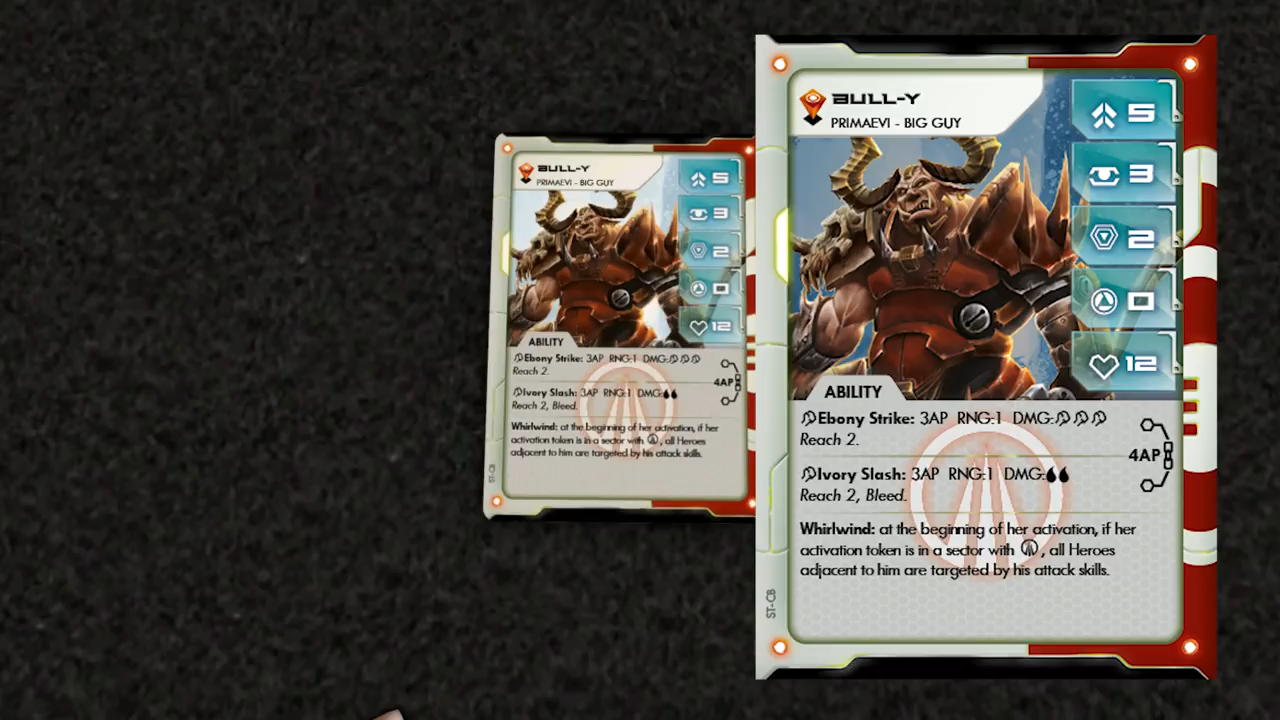 BULL-Y
PRIMAEVI - BIG GUY
5
3
2
0
12
ABILITY
Ebony Strike: 3AP RNG:1 DMG:
Reach 2.
4AP
Ivory Slash: 3AP RNG:1 DMG:
Reach 2, Bleed.
Whirlwind: at the beginning of her activation, if her
activation token is in a sector with , all Heroes
adjacent to him are targeted by his attack skills.
ST-CB
BULL-Y
PRIMAEVI - BIG GUY
5
3
2
0
12
ABILITY
Ebony Strike: 3AP RNG:1 DMG:
Reach 2.
4AP
Ivory Slash: 3AP RNG:1 DMG:
Reach 2, Bleed.
Whirlwind: at the beginning of her activation, if her
activation token is in a sector with , all Heroes
adjacent to him are targeted by his attack skills.
ST-CB